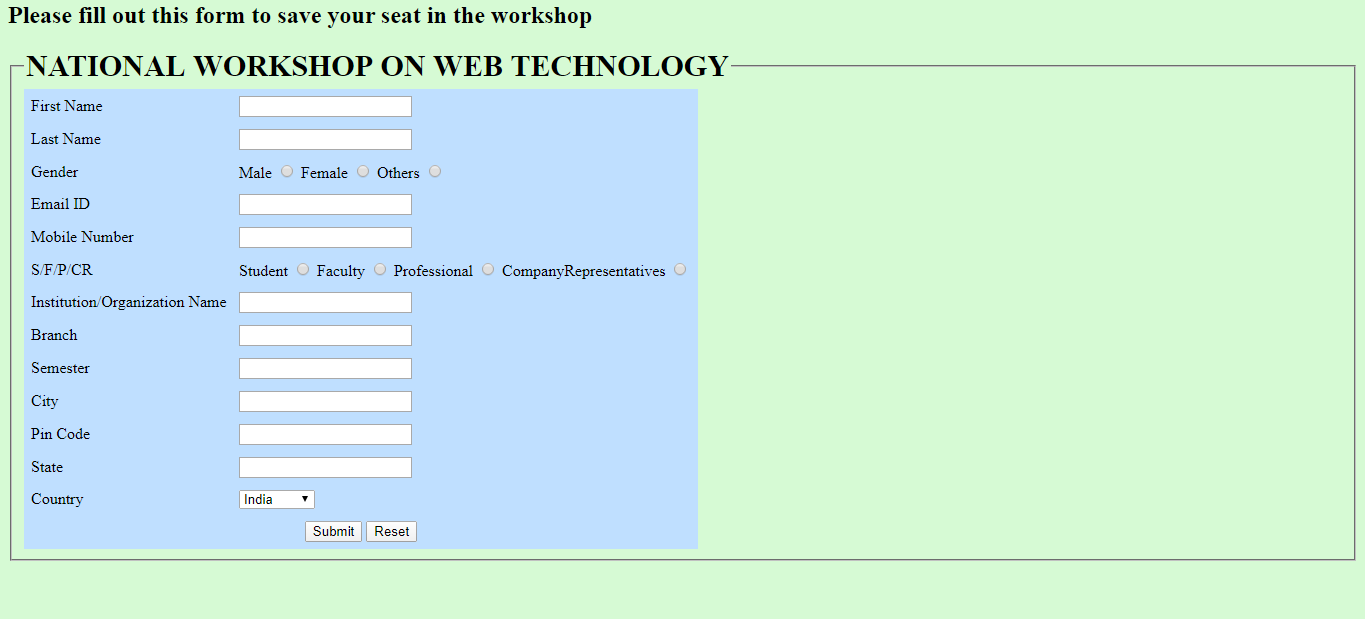 Please fill out this form to save your seat in the workshop
NATIONAL WORKSHOP ON WEB TECHNOLOGY
First Name
Last Name
Gender Male Female Others
Email ID
Mobile Number
S/F/P/CR Student Faculty Professional CompanyRepresentatives
Institution/Organization Name
Branch
Semester
City
Pin Code
State
Country India
Submit Reset